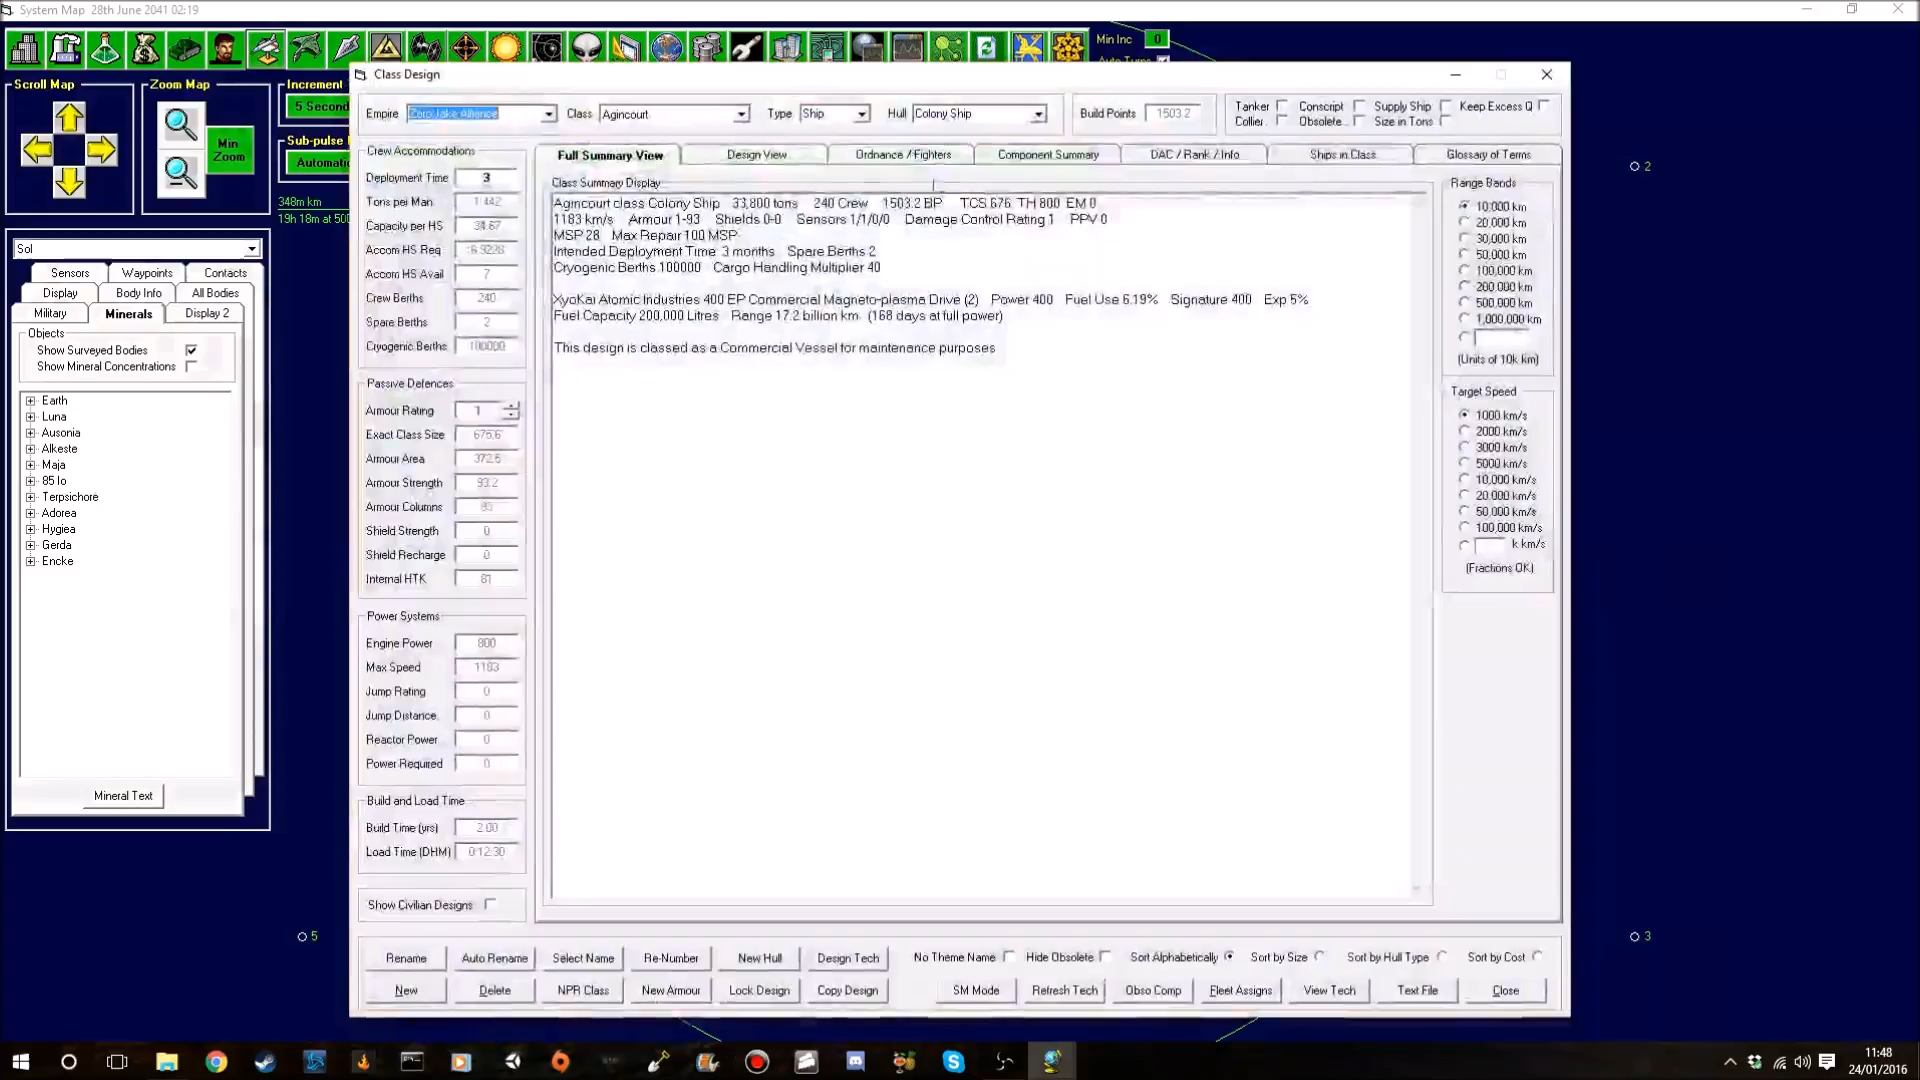 System Map 28th June 2041 02:19
Min Inc 0
Scroll Map
Zoom Map
Min Zoom
Increment
5 Second
Sub-pulse
Automatic
348m km
19h 18m at 500
Sol
Sensors Waypoints Contacts
Display Body Info All Bodies
Military Minerals Display 2
Objects
Show Surveyed Bodies
Show Mineral Concentrations
Earth
Luna
Ausonia
Alkeste
Maja
85 Io
Terpsichore
Adorea
Hygiea
Gerda
Encke
Mineral Text
Class Design
Empire Class Agincourt Type Ship Hull Colony Ship Build Points 1503.2
Tanker Conscript Supply Ship Keep Excess Q
Collier Obsolete Size in Tons
Crew Accommodations
Deployment Time 3
Tons per Man 1.442
Capacity per HS 34.67
Accom HS Req 6.9228
Accom HS Avail 7
Crew Berths 240
Spare Berths 2
Cryogenic Berths 100000
Passive Defences
Armour Rating 1
Exact Class Size 675.6
Armour Area 372.6
Armour Strength 93.2
Armour Columns 93
Shield Strength 0
Shield Recharge 0
Internal HTK 81
Power Systems
Engine Power 800
Max Speed 1183
Jump Rating 0
Jump Distance 0
Reactor Power 0
Power Required 0
Build and Load Time
Build Time (yrs) 2.00
Load Time (DHM) 0:12:30
Show Civilian Designs
Full Summary View Design View Ordnance / Fighters Component Summary DAC / Rank / Info Ships in Class Glossary of Terms
Class Summary Display
Agincourt class Colony Ship 33,800 tons 240 Crew 1503.2 BP TCS 676 TH 800 EM 0
1183 km/s Armour 1-93 Shields 0-0 Sensors 1/1/0/0 Damage Control Rating 1 PPV 0
MSP 28 Max Repair 100 MSP
Intended Deployment Time 3 months Spare Berths 2
Cryogenic Berths 100000 Cargo Handling Multiplier 40
XyoKai Atomic Industries 400 EP Commercial Magneto-plasma Drive (2) Power 400 Fuel Use 6.19% Signature 400 Exp 5%
Fuel Capacity 200,000 Litres Range 17.2 billion km (168 days at full power)
This design is classed as a Commercial Vessel for maintenance purposes
Range Bands
10,000 km
20,000 km
30,000 km
50,000 km
100,000 km
200,000 km
500,000 km
1,000,000 km
(Units of 10k km)
Target Speed
1000 km/s
2000 km/s
3000 km/s
5000 km/s
10,000 km/s
20,000 km/s
50,000 km/s
100,000 km/s
k km/s
(Fractions OK)
Rename Auto Rename Select Name Re-Number New Hull Design Tech No Theme Name Hide Obsolete Sort Alphabetically Sort by Size Sort by Hull Type Sort by Cost
New Delete NPR Class New Armour Lock Design Copy Design SM Mode Refresh Tech Obso Comp Fleet Assigns View Tech Text File Close
2
5
3
11:48
24/01/2016